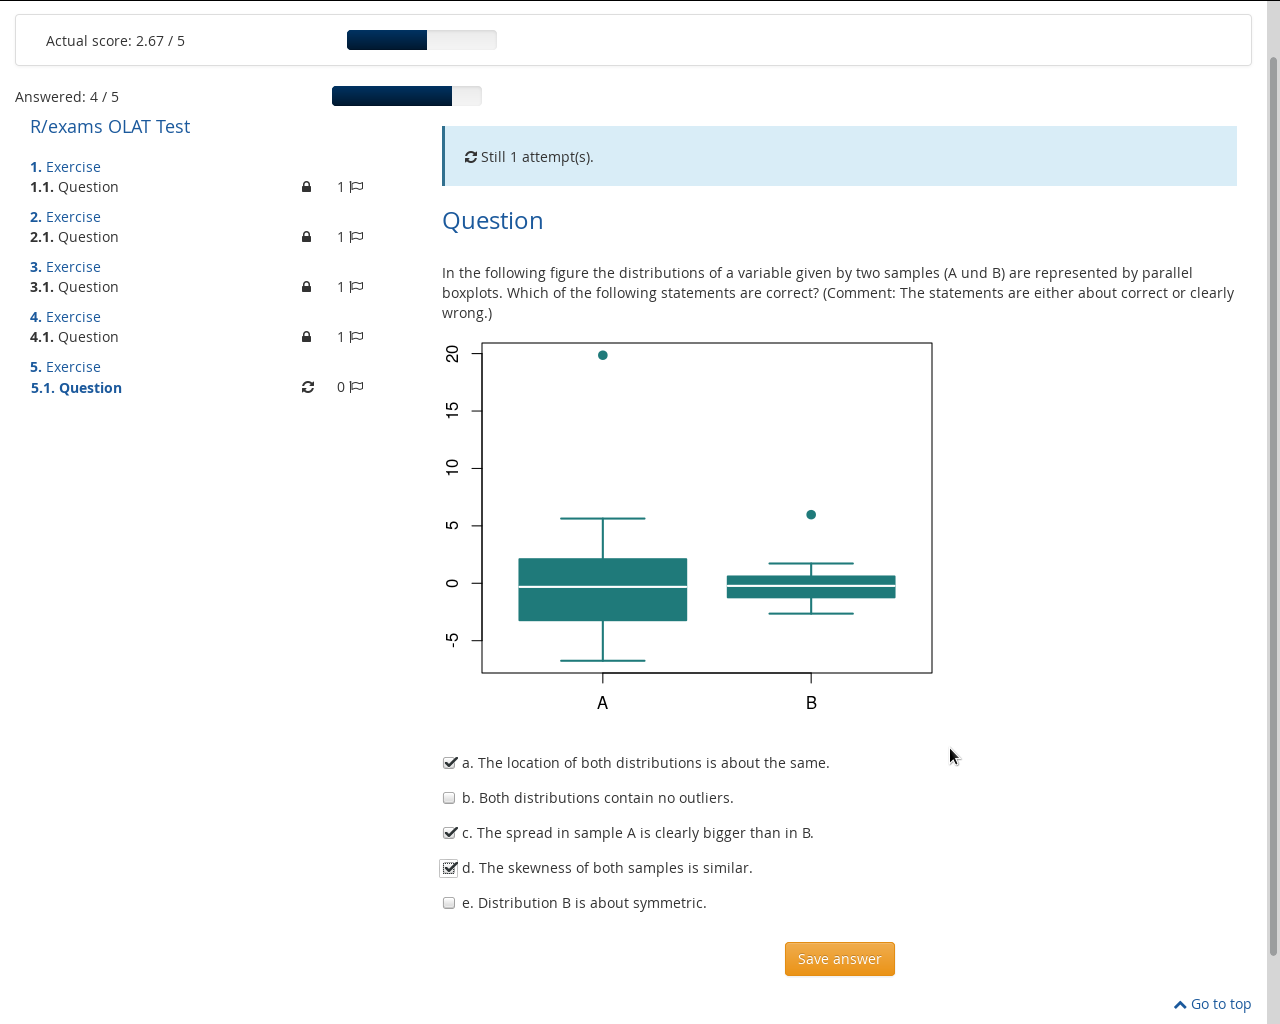 Actual score: 2.67 / 5
Answered: 4 / 5
R/exams OLAT Test
1. Exercise
1.1. Question 1
2. Exercise
2.1. Question 1
3. Exercise
3.1. Question 1
4. Exercise
4.1. Question 1
5. Exercise
5.1. Question 0
Still 1 attempt(s).
Question
In the following figure the distributions of a variable given by two samples (A und B) are represented by parallel
boxplots. Which of the following statements are correct? (Comment: The statements are either about correct or clearly
wrong.)
20
15
10
5
0
-5
A B
a. The location of both distributions is about the same.
b. Both distributions contain no outliers.
c. The spread in sample A is clearly bigger than in B.
d. The skewness of both samples is similar.
e. Distribution B is about symmetric.
Save answer
Go to top